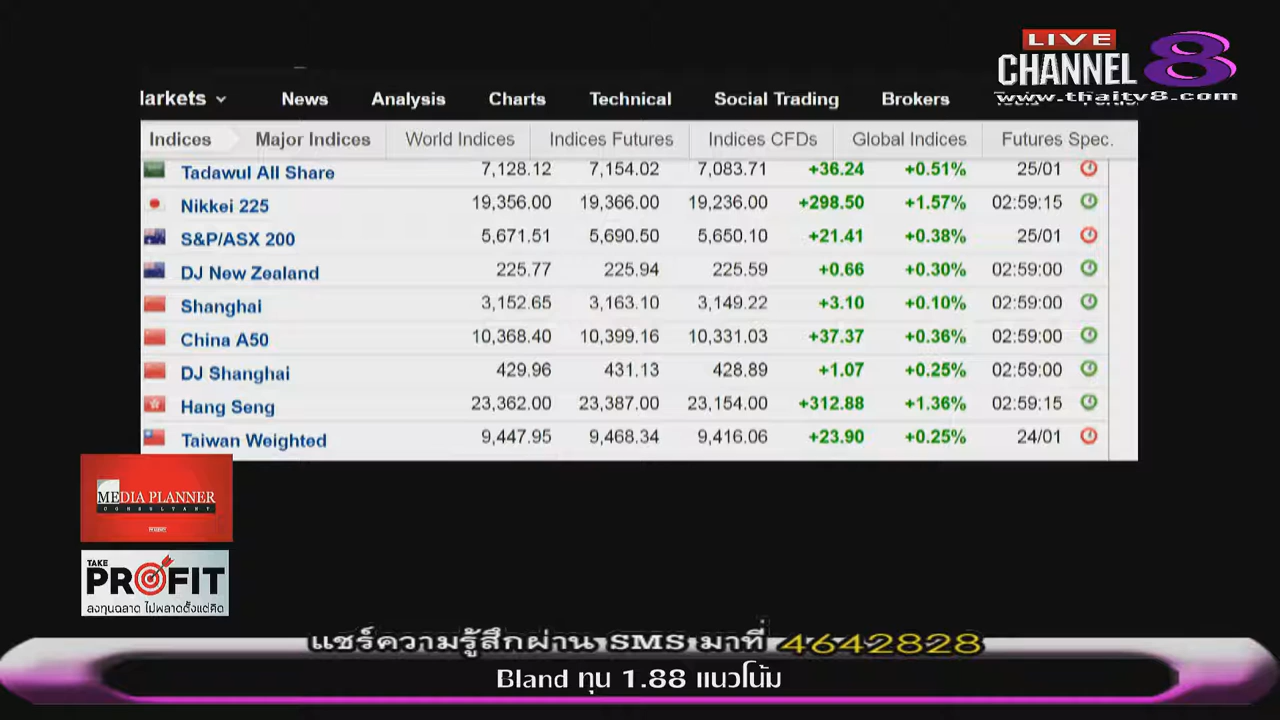 LIVE
CHANNEL 8
www.thaitv8.com
larkets News Analysis Charts Technical Social Trading Brokers
Indices Major Indices World Indices Indices Futures Indices CFDs Global Indices Futures Spec.
Tadawul All Share 7,128.12 7,154.02 7,083.71 +36.24 +0.51% 25/01
Nikkei 225 19,356.00 19,366.00 19,236.00 +298.50 +1.57% 02:59:15
S&P/ASX 200 5,671.51 5,690.50 5,650.10 +21.41 +0.38% 25/01
DJ New Zealand 225.77 225.94 225.59 +0.66 +0.30% 02:59:00
Shanghai 3,152.65 3,163.10 3,149.22 +3.10 +0.10% 02:59:00
China A50 10,368.40 10,399.16 10,331.03 +37.37 +0.36% 02:59:00
DJ Shanghai 429.96 431.13 428.89 +1.07 +0.25% 02:59:00
Hang Seng 23,362.00 23,387.00 23,154.00 +312.88 +1.36% 02:59:15
Taiwan Weighted 9,447.95 9,468.34 9,416.06 +23.90 +0.25% 24/01
MEDIA PLANNER
CONSULTANT
TAKE
PROFIT
ลงทุนฉลาด ไม่พลาดตั้งแต่คิด
แชร์ความรู้สึกผ่าน SMS มาที่ 4642828
Bland ทุน 1.88 แนวโน้ม